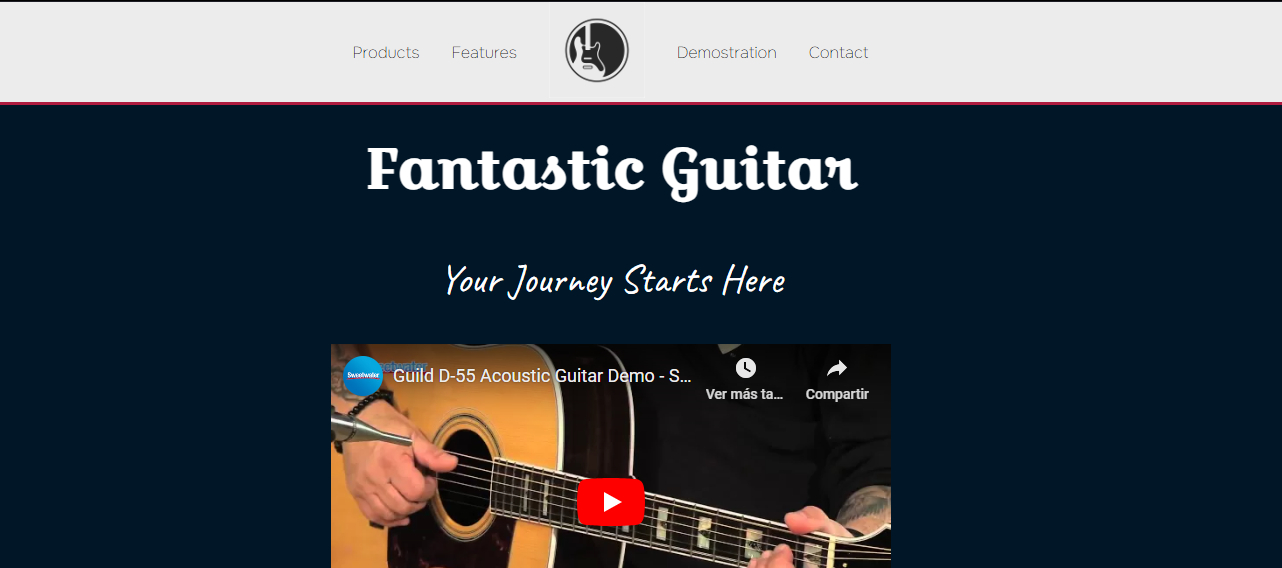 Products Features Demostration Contact
Fantastic Guitar
Your Journey Starts Here
Sweetwater
Guild D-55 Acoustic Guitar Demo - S...
Ver más ta...
Compartir